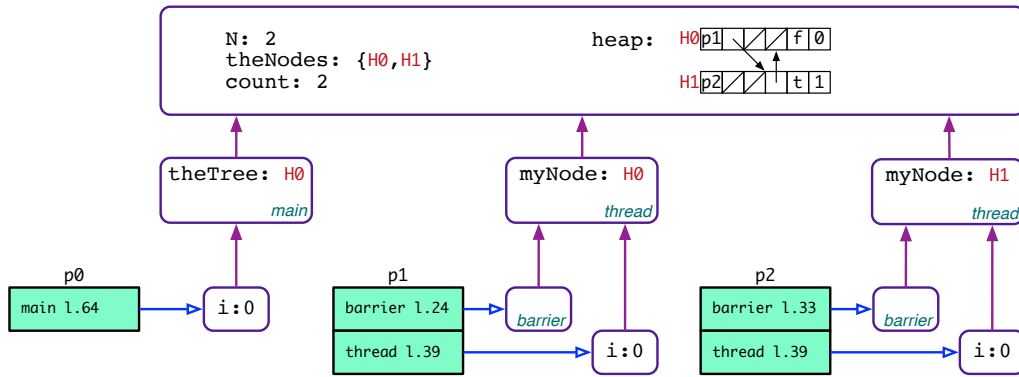 N: 2
theNodes: {H0,H1}
count: 2
heap:
H0 p1 f 0
H1 p2 t 1
theTree: H0
main
myNode: H0
thread
myNode: H1
thread
p0
main l.64
i:0
p1
barrier l.24
barrier
thread l.39
i:0
p2
barrier l.33
barrier
thread l.39
i:0